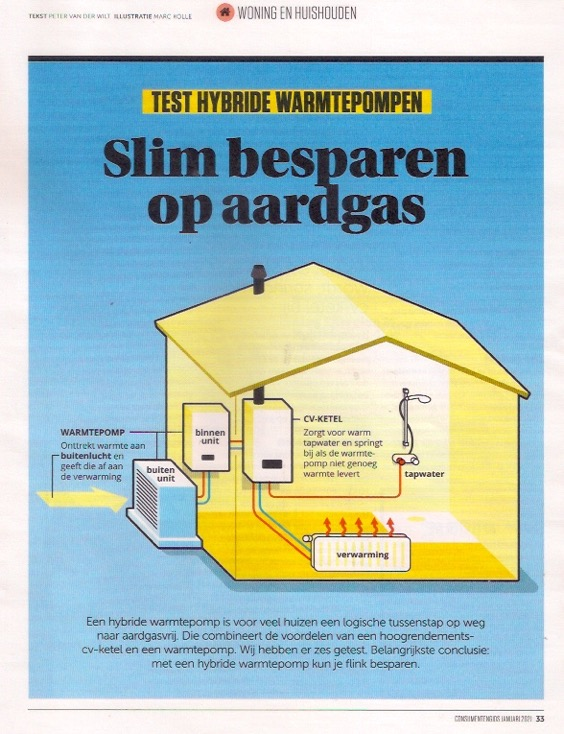 TEKST PETER VAN DER WILT ILLUSTRATIE MARC KOLLE
WONING EN HUISHOUDEN
TEST HYBRIDE WARMTEPOMPEN
Slim besparen
op aardgas
WARMTEPOMP
Onttrekt warmte aan
buitenlucht en
geeft die af aan
de verwarming
buiten
unit
binnen
unit
CV-KETEL
Zorgt voor warm
tapwater en springt
bij als de warmte-
pomp niet genoeg
warmte levert
tapwater
verwarming
Een hybride warmtepomp is voor veel huizen een logische tussenstap op weg
naar aardgasvrij. Die combineert de voordelen van een hoogrendements-
cv-ketel en een warmtepomp. Wij hebben er zes getest. Belangrijkste conclusie:
met een hybride warmtepomp kun je flink besparen.
CONSUMENTENGIDS JANUARI 2021 33